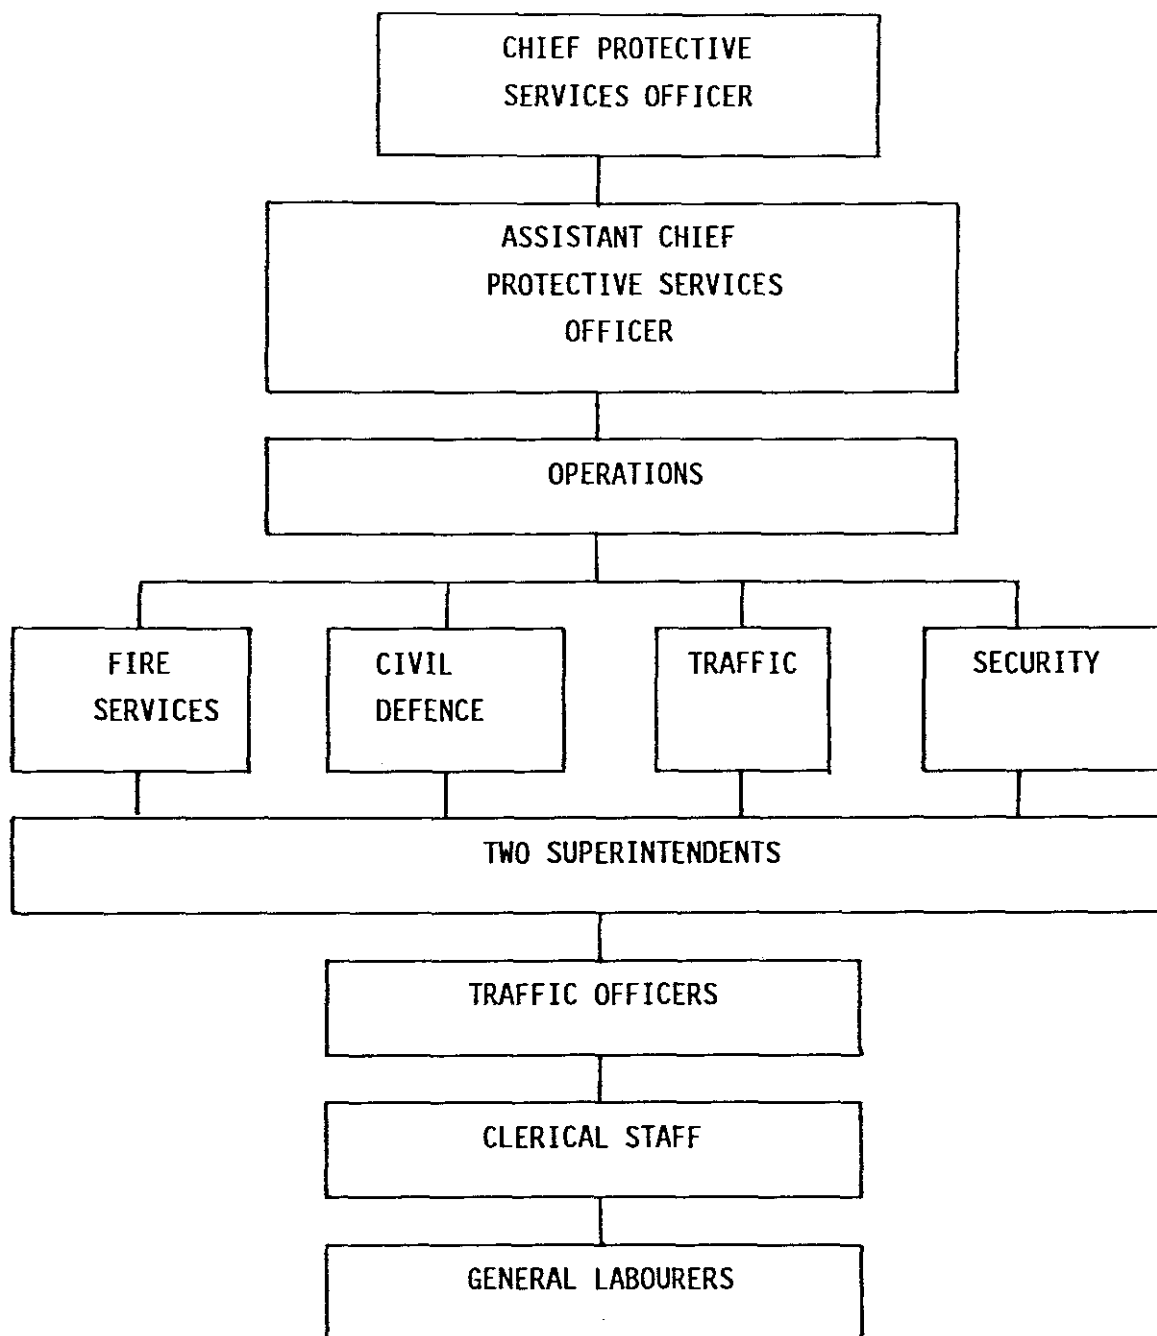 CHIEF PROTECTIVE
SERVICES OFFICER
ASSISTANT CHIEF
PROTECTIVE SERVICES
OFFICER
OPERATIONS
FIRE
SERVICES
CIVIL
DEFENCE
TRAFFIC
SECURITY
TWO SUPERINTENDENTS
TRAFFIC OFFICERS
CLERICAL STAFF
GENERAL LABOURERS